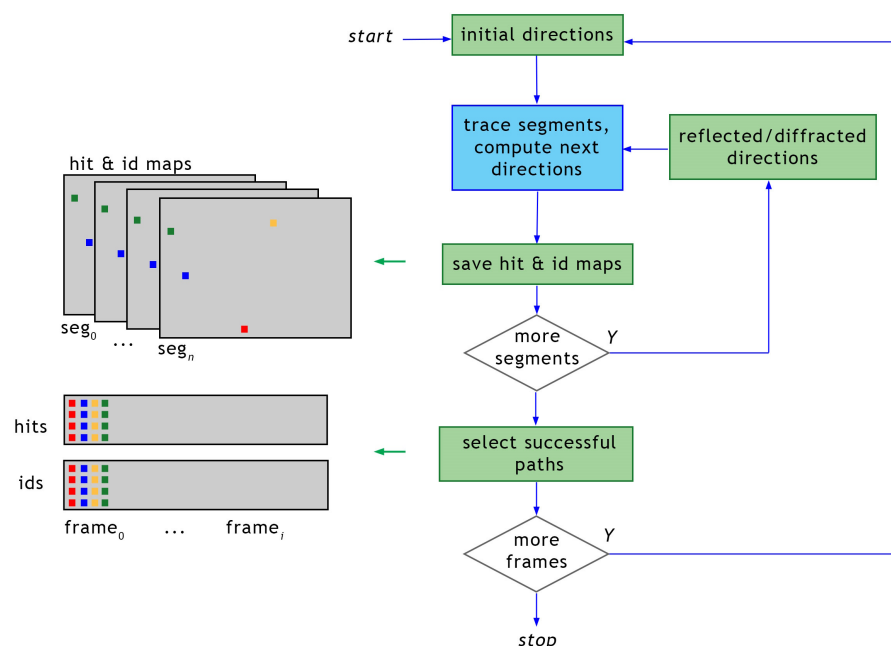 start
initial directions
trace segments,
compute next
directions
reflected/diffracted
directions
hit & id maps
seg0
...
segn
save hit & id maps
more
segments
Y
hits
ids
frame0
...
framei
select successful
paths
more
frames
Y
stop